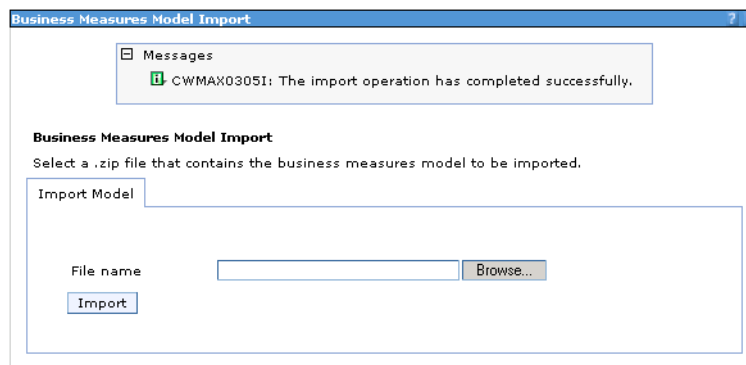 Business Measures Model Import ?
Messages
CWMAX0305I: The import operation has completed successfully.
Business Measures Model Import
Select a .zip file that contains the business measures model to be imported.
Import Model
File name Browse...
Import